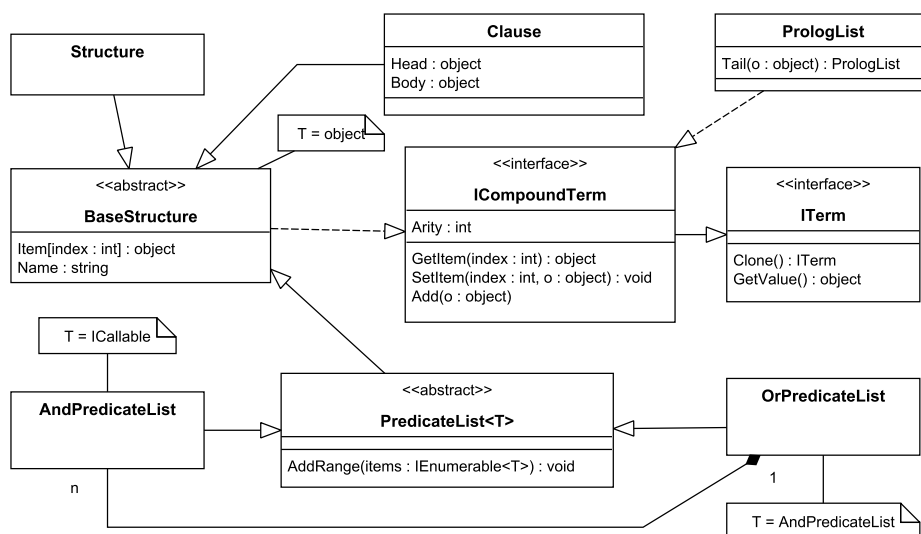 Structure
Clause
Head : object
Body : object
PrologList
Tail(o : object) : PrologList
T = object
<<abstract>>
BaseStructure
Item[index : int] : object
Name : string
<<interface>>
ICompoundTerm
Arity : int
GetItem(index : int) : object
SetItem(index : int, o : object) : void
Add(o : object)
<<interface>>
ITerm
Clone() : ITerm
GetValue() : object
T = ICallable
AndPredicateList
<<abstract>>
PredicateList<T>
AddRange(items : IEnumerable<T>) : void
OrPredicateList
n
1
T = AndPredicateList